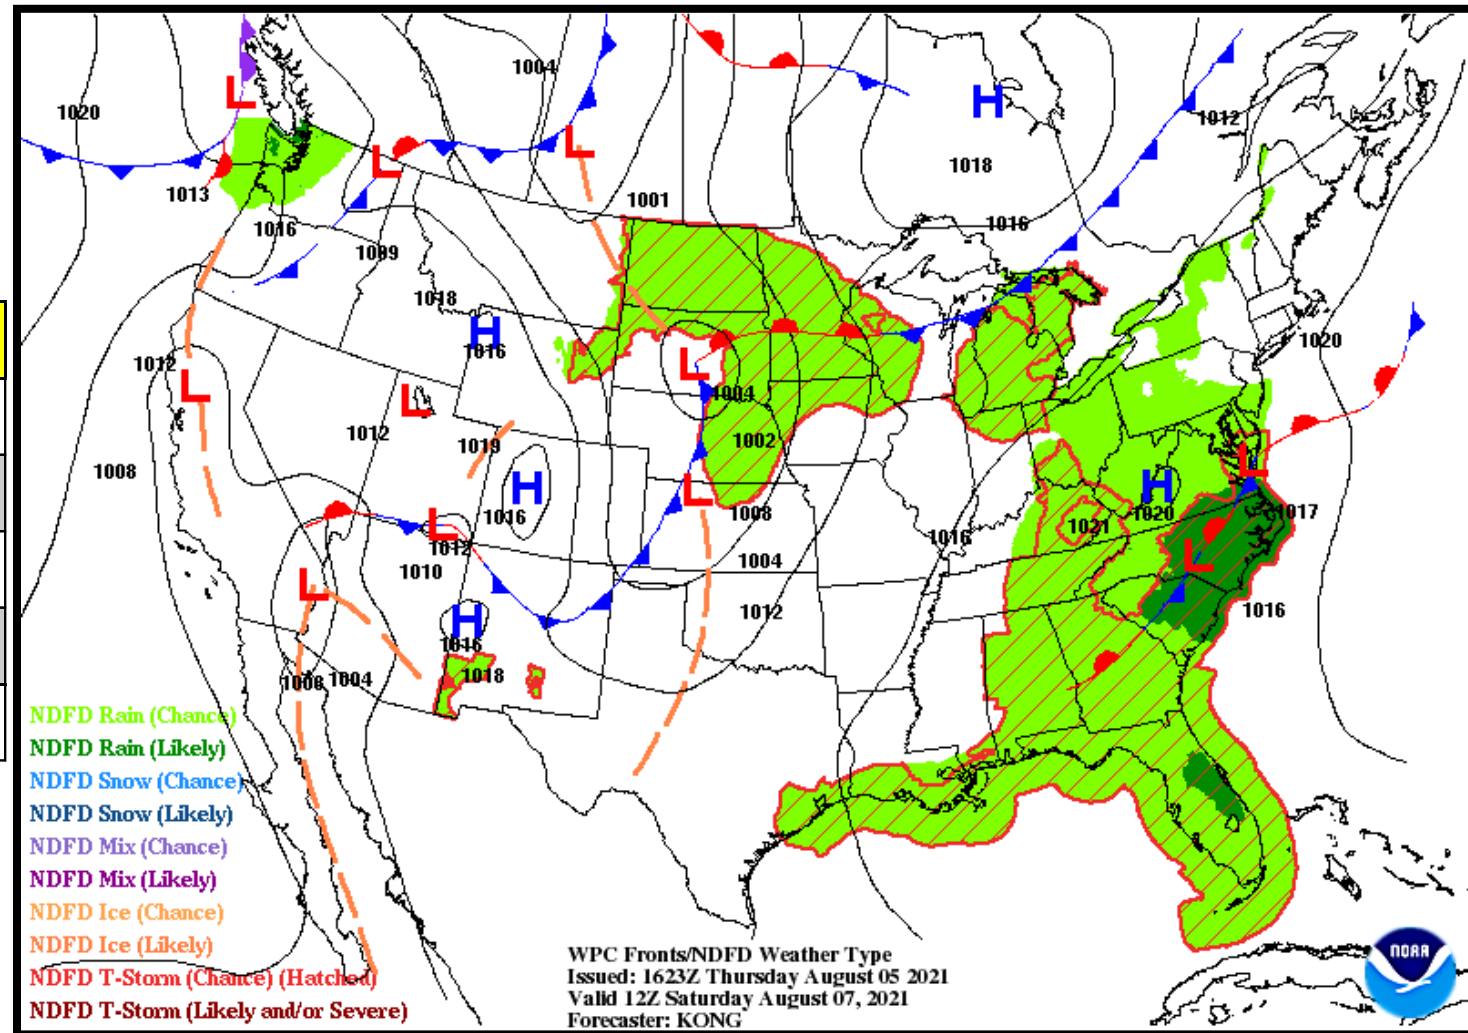 1004
1020
1012
H
L
L
L
1018
1013
1001
1016
1016
1009
1018
H
1016
1020
1012
L
L
L
1004
1012
1019
1002
1008
L
H
L
H
1016
1008
1021
1020
1017
L
1012
1016
L
1010
1004
L
1012
1016
H
1016
1018
1008
1004
NDFD Rain (Chance)
NDFD Rain (Likely)
NDFD Snow (Chance)
NDFD Snow (Likely)
NDFD Mix (Chance)
NDFD Mix (Likely)
NDFD Ice (Chance)
NDFD Ice (Likely)
NDFD T-Storm (Chance) (Hatched)
NDFD T-Storm (Likely and/or Severe)
WPC Fronts/NDFD Weather Type
Issued: 1623Z Thursday August 05 2021
Valid 12Z Saturday August 07, 2021
Forecaster: KONG
NOAA